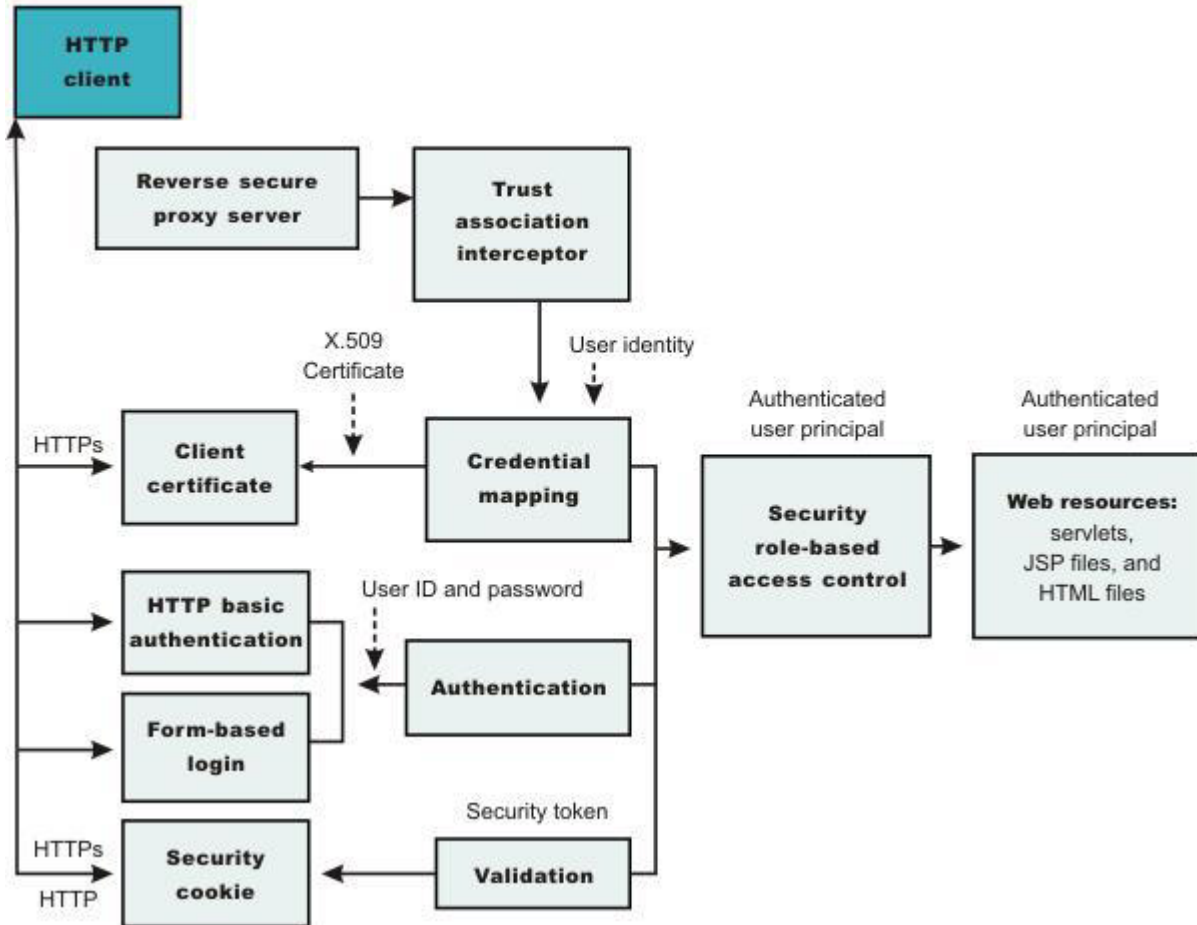 HTTP
client
Reverse secure
proxy server
Trust
association
interceptor
X.509
Certificate
User identity
Authenticated
user principal
Authenticated
user principal
HTTPs
Client
certificate
Credential
mapping
Security
role-based
access control
Web resources:
servlets,
JSP files, and
HTML files
User ID and password
HTTP basic
authentication
Authentication
Form-based
login
Security token
HTTPs
HTTP
Security
cookie
Validation